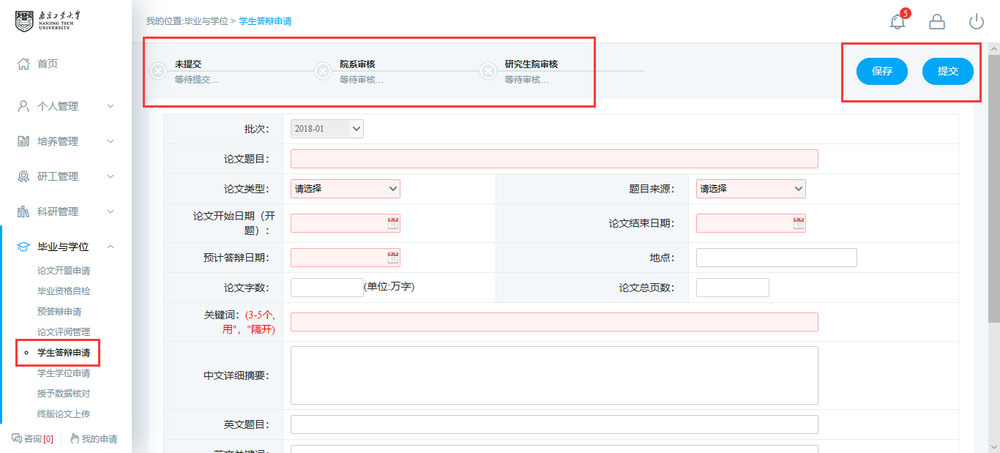 南京工业大学
NANJING TECH
UNIVERSITY
我的位置:毕业与学位 > 学生答辩申请
5
首页
个人管理
培养管理
研工管理
科研管理
毕业与学位
论文开题申请
毕业资格自检
预答辩申请
论文评阅管理
学生答辩申请
学生学位申请
授予数据核对
终版论文上传
咨询[0]
我的申请
未提交
等待提交...
院系审核
等待审核...
研究生院审核
等待审核...
保存
提交
批次：
2018-01
论文题目：
论文类型：
请选择
题目来源：
请选择
论文开始日期（开
题）：
论文结束日期：
预计答辩日期：
地点：
论文字数：
(单位:万字)
论文总页数：
关键词：(3-5个,
用"，"隔开)
中文详细摘要：
英文题目：
英文关键词：